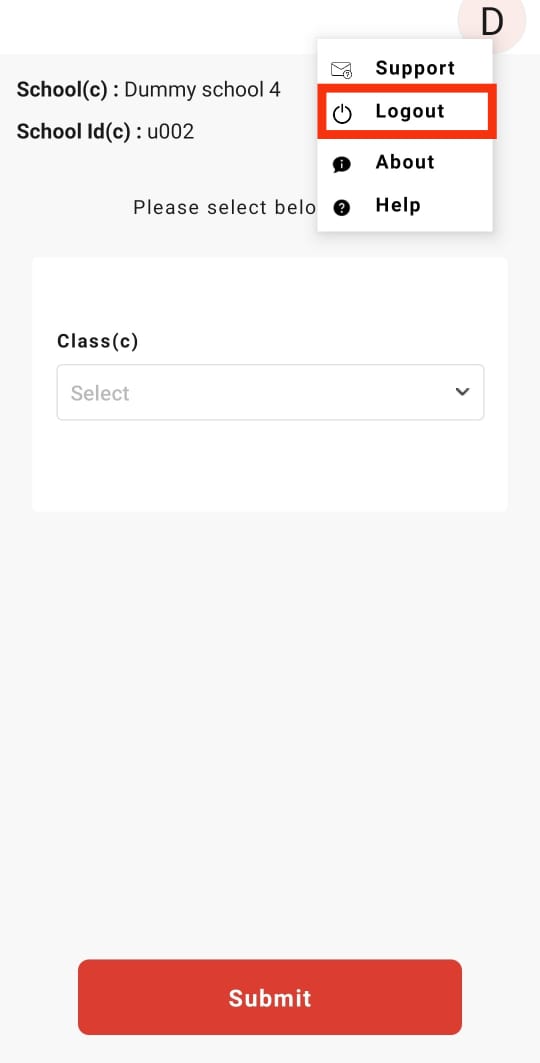 D
Support
School(c) : Dummy school 4
Logout
School Id(c) : u002
About
Help
Please select belo
Class(c)
Select
Submit